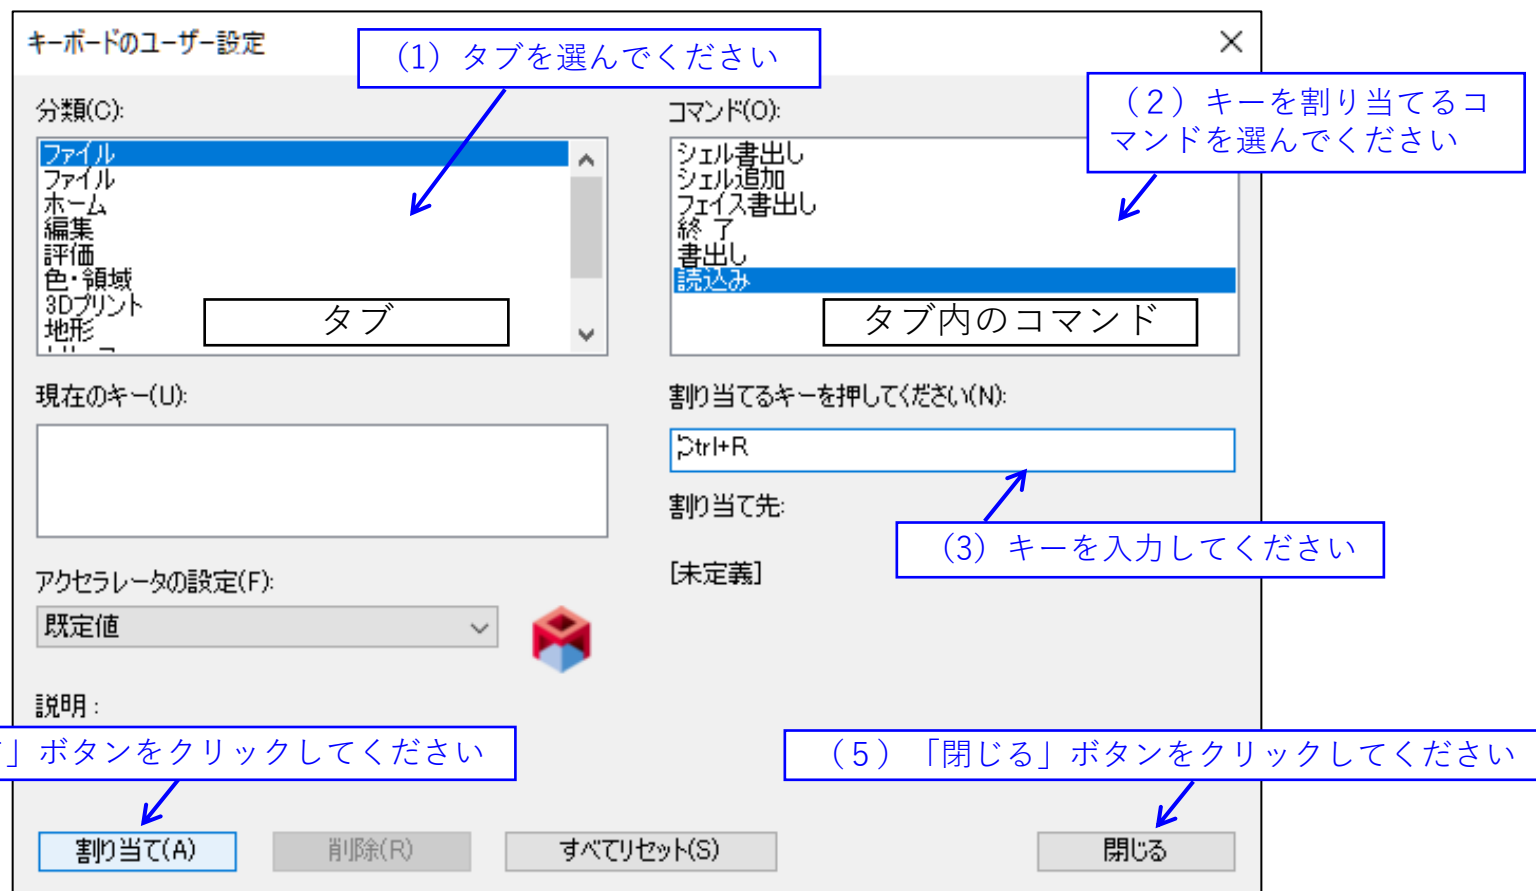 キーボードのユーザー設定
(1) タブを選んでください
分類(C):
コマンド(O):
(2)キーを割り当てるコ
マンドを選んでください
ファイル
ファイル
ホーム
編集
評価
色・領域
3Dプリント
地形
タブ
シェル書出し
シェル追加
フェイス書出し
終了
書出し
読込み
タブ内のコマンド
現在のキー(U):
割り当てるキーを押してください(N):
Ctrl+R
割り当て先:
(3) キーを入力してください
[未定義]
アクセラレータの設定(F):
既定値
説明:
」ボタンをクリックしてください
(5)「閉じる」ボタンをクリックしてください
割り当て(A)
削除(R)
すべてリセット(S)
閉じる